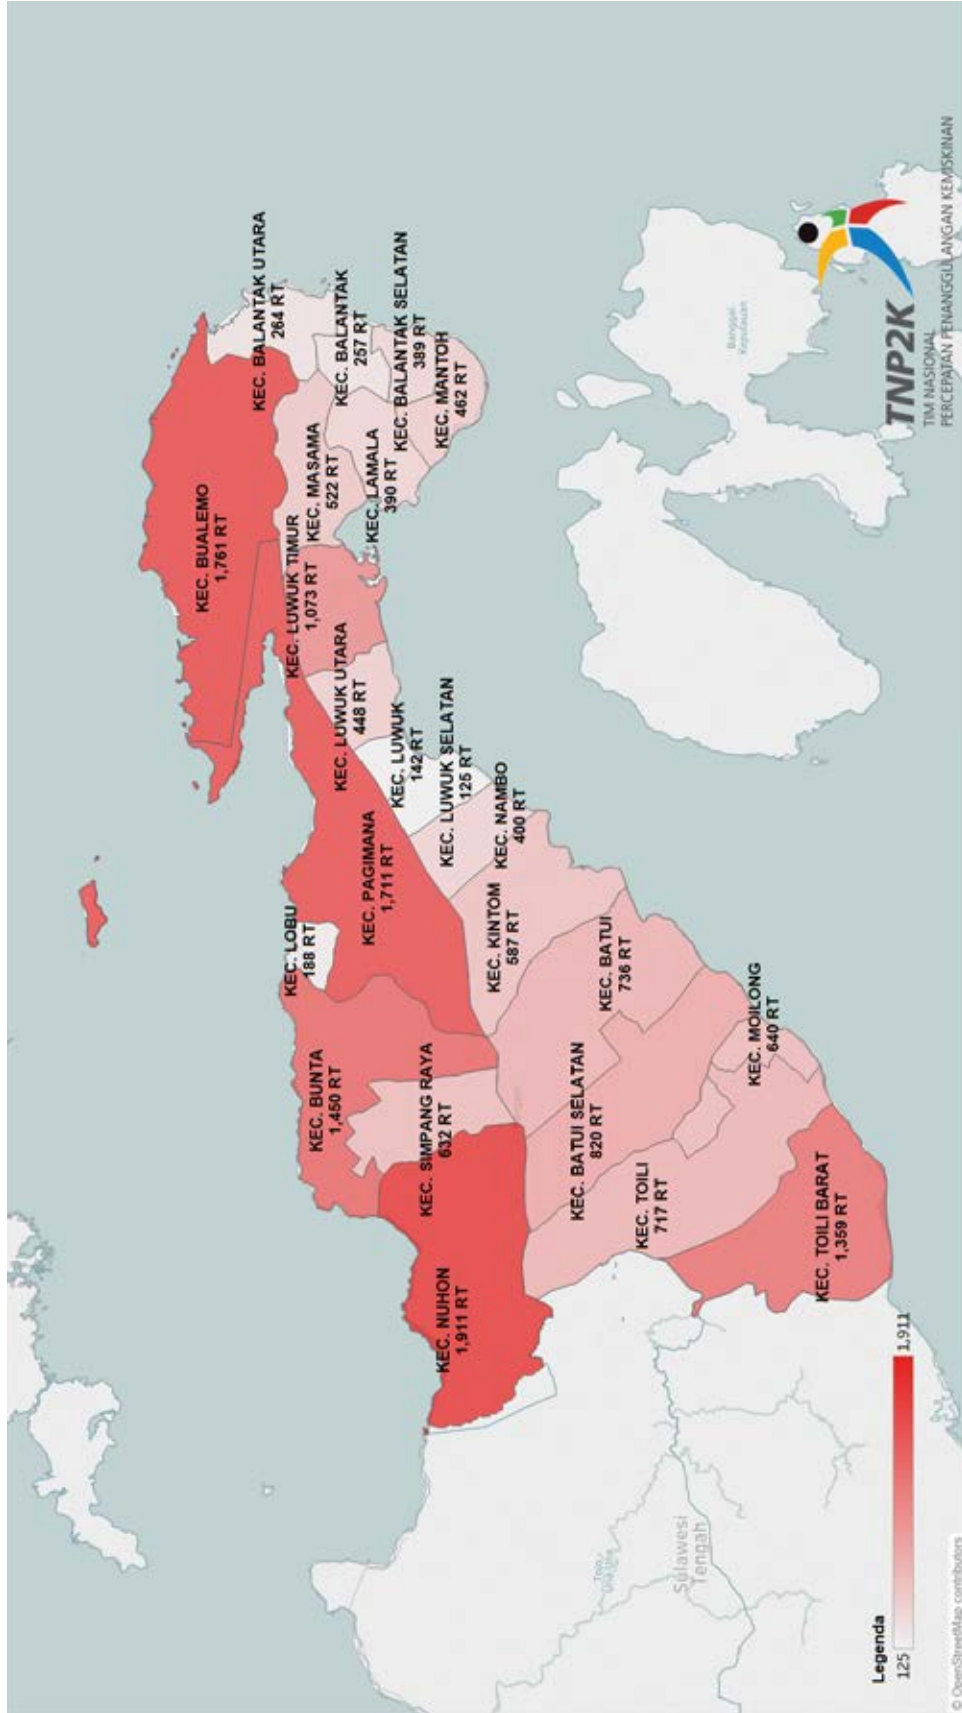 KEC. BUALEMO
1,761 RT
KEC. BALANTAK UTARA
264 RT
KEC. BALANTAK
257 RT
KEC. BALANTAK SELATAN
389 RT
KEC. MANTOH
462 RT
KEC. MASAMA
522 RT
KEC. LAMALA
390 RT
KEC. LUWUK TIMUR
1,073 RT
KEC. LUWUK UTARA
448 RT
KEC. LUWUK
142 RT
KEC. LUWUK SELATAN
125 RT
KEC. NAMBO
400 RT
KEC. PAGIMANA
1,711 RT
KEC. LOBU
188 RT
KEC. KINTOM
587 RT
KEC. BATUI
736 RT
KEC. BUNTA
1,450 RT
KEC. SIMPANG RAYA
632 RT
KEC. BATUI SELATAN
820 RT
KEC. MOILONG
640 RT
KEC. NUHON
1,911 RT
KEC. TOILI
717 RT
KEC. TOILI BARAT
1,359 RT
Banggai
Kepulauan
Sulawesi
Tengah
Legenda
125
1,911
TNP2K
TIM NASIONAL
PERCEPATAN PENANGGULANGAN KEMISKINAN
© OpenStreetMap contributors